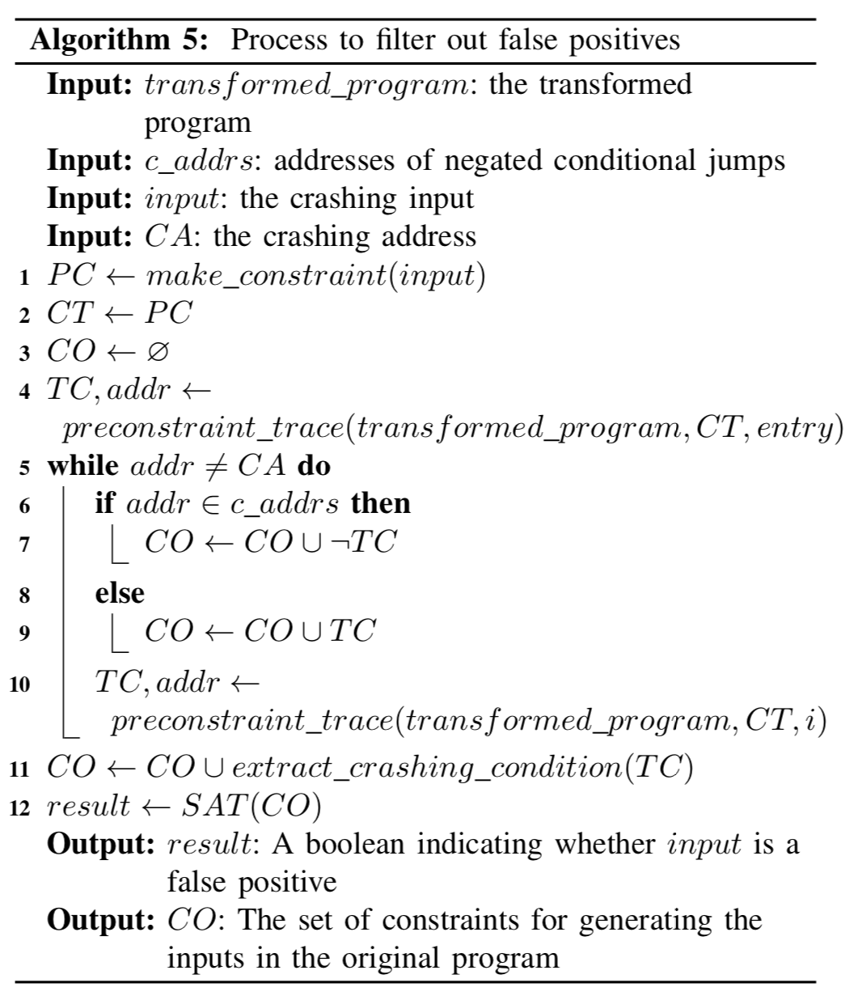 Algorithm 5: Process to filter out false positives
Input: transformed_program: the transformed
program
Input: c_addrs: addresses of negated conditional jumps
Input: input: the crashing input
Input: CA: the crashing address
1 PC ← make_constraint(input)
2 CT ← PC
3 CO ← ∅
4 TC, addr ←
preconstraint_trace(transformed_program, CT, entry)
5 while addr ≠ CA do
6 if addr ∈ c_addrs then
7 CO ← CO ∪ ¬TC
8 else
9 CO ← CO ∪ TC
10 TC, addr ←
preconstraint_trace(transformed_program, CT, i)
11 CO ← CO ∪ extract_crashing_condition(TC)
12 result ← SAT(CO)
Output: result: A boolean indicating whether input is a
false positive
Output: CO: The set of constraints for generating the
inputs in the original program